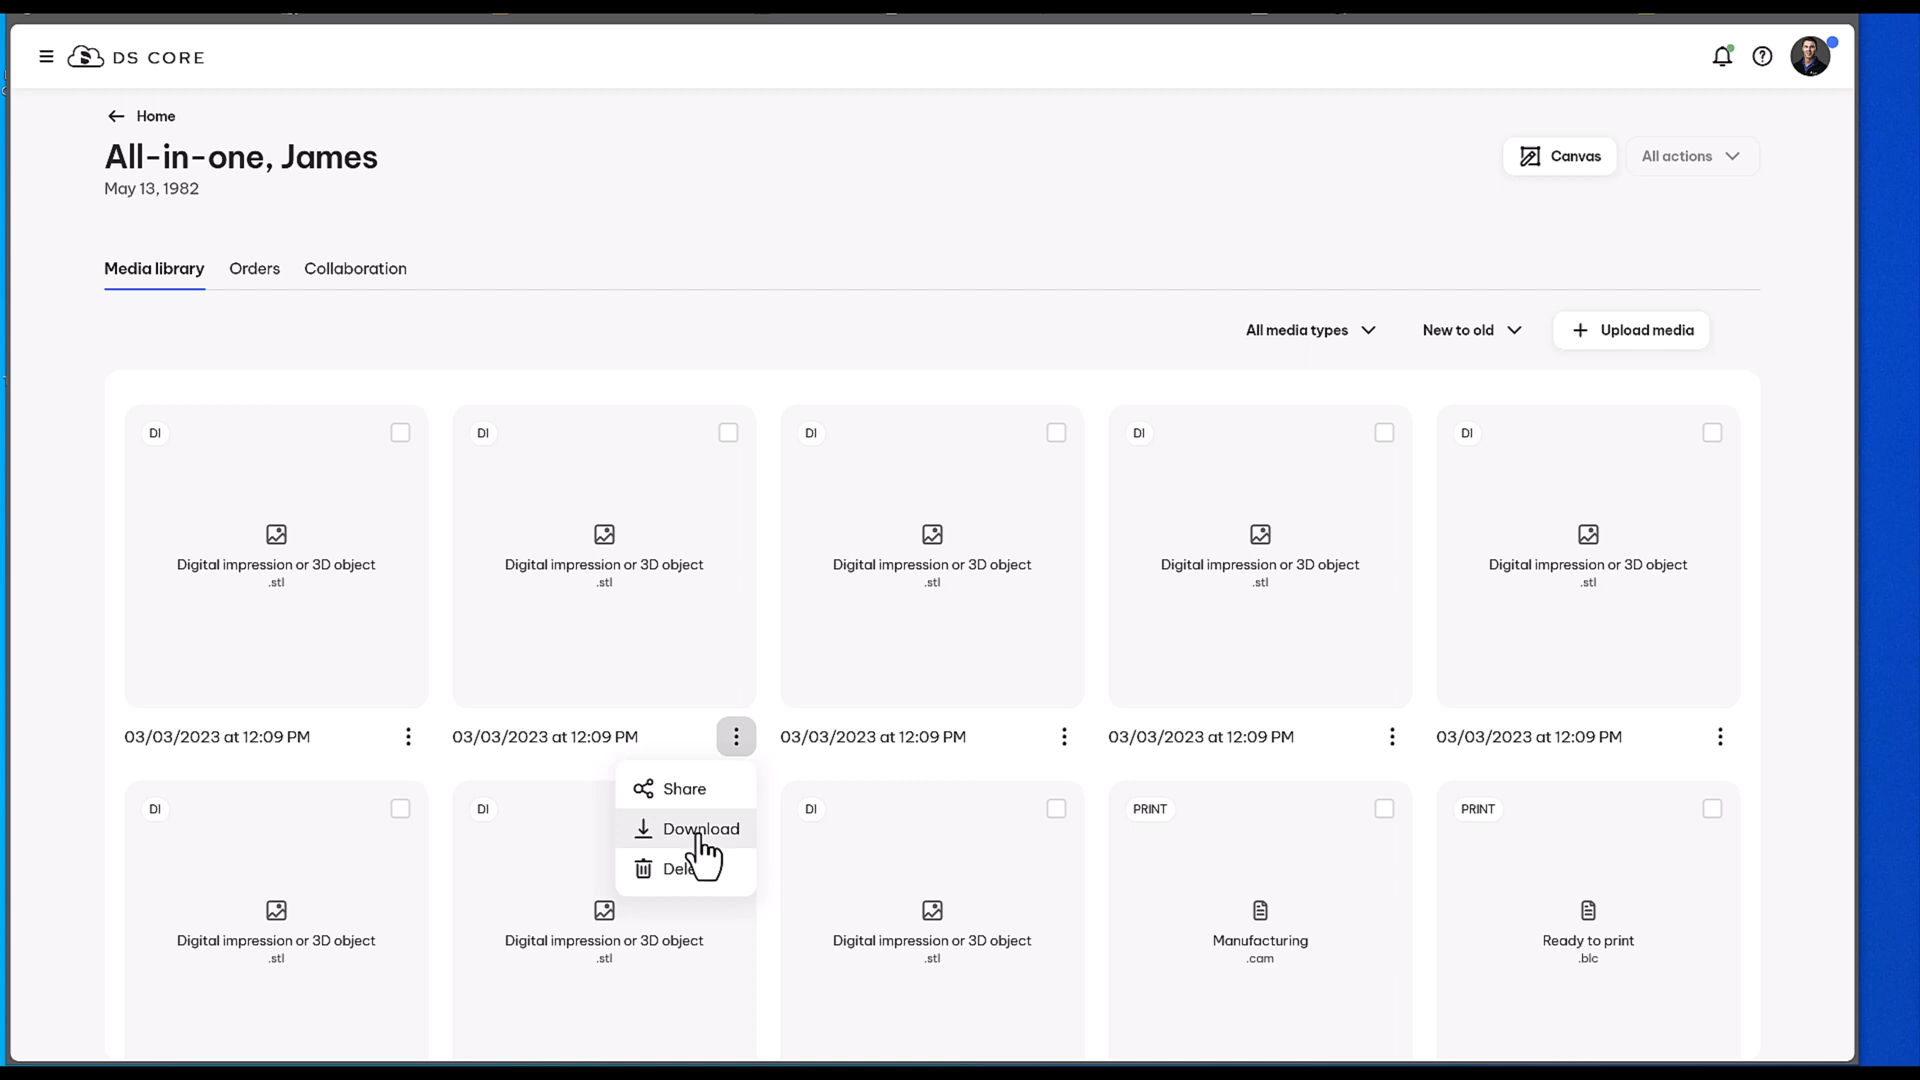 DS CORE
Home
All-in-one, James
May 13, 1982
Canvas
All actions
Media library Orders Collaboration
All media types New to old Upload media
DI DI DI DI DI
Digital impression or 3D object Digital impression or 3D object Digital impression or 3D object Digital impression or 3D object Digital impression or 3D object
.stl .stl .stl .stl .stl
03/03/2023 at 12:09 PM 03/03/2023 at 12:09 PM 03/03/2023 at 12:09 PM 03/03/2023 at 12:09 PM 03/03/2023 at 12:09 PM
Share
Download
DI DI DI PRINT PRINT
Digital impression or 3D object Digital impression or 3D object Digital impression or 3D object Manufacturing Ready to print
.stl .stl .stl .cam .blc